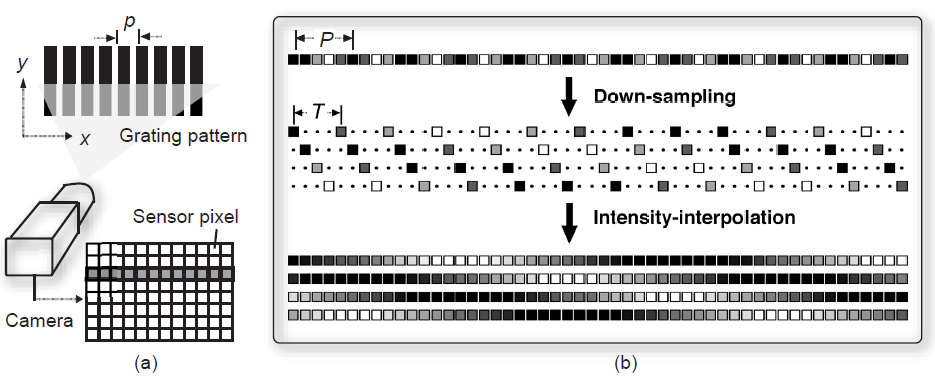 p
y
x
Grating pattern
Sensor pixel
Camera
(a)
P
Down-sampling
T
Intensity-interpolation
(b)